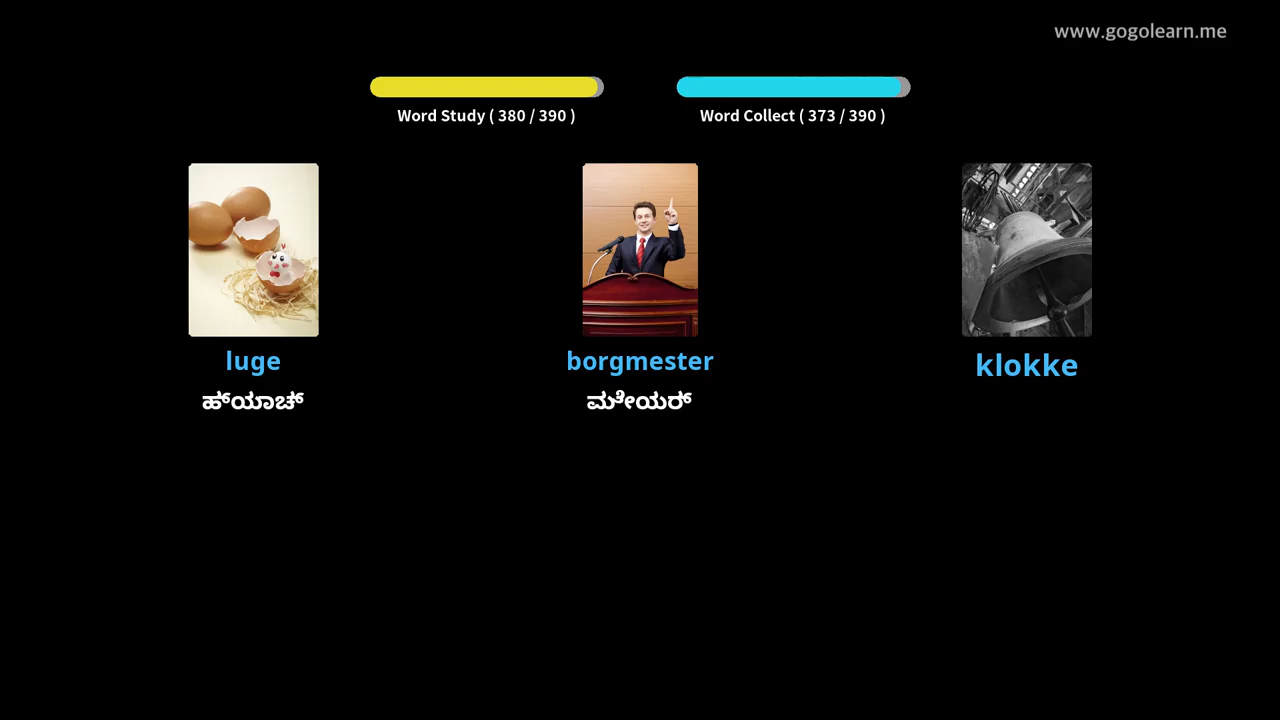 www.gogolearn.me
Word Study ( 380 / 390 )
Word Collect ( 373 / 390 )
luge
borgmester
klokke
ಹ್ಯಾಚ್
ಮೇಯರ್